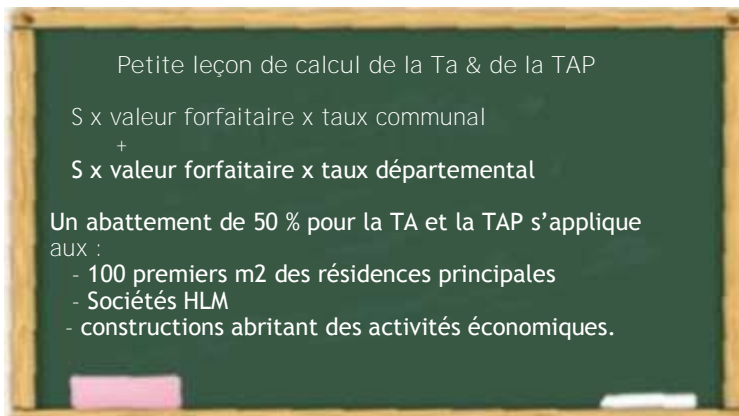 Petite leçon de calcul de la Ta & de la TAP
S x valeur forfaitaire x taux communal
+
S x valeur forfaitaire x taux départemental
Un abattement de 50 % pour la TA et la TAP s’applique
aux :
- 100 premiers m2 des résidences principales
- Sociétés HLM
- constructions abritant des activités économiques.